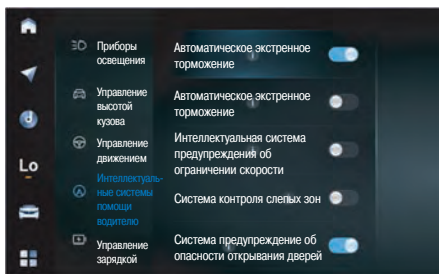 Приборы
освещения
Управление
высотой
кузова
Управление
движением
Lo
Интеллектуаль-
ные системы
помощи
водителю
Управление
зарядкой
Автоматическое экстренное
торможение
Автоматическое экстренное
торможение
Интеллектуальная система
предупреждения об
ограничении скорости
Система контроля слепых зон
Система предупреждение об
опасности открывания дверей